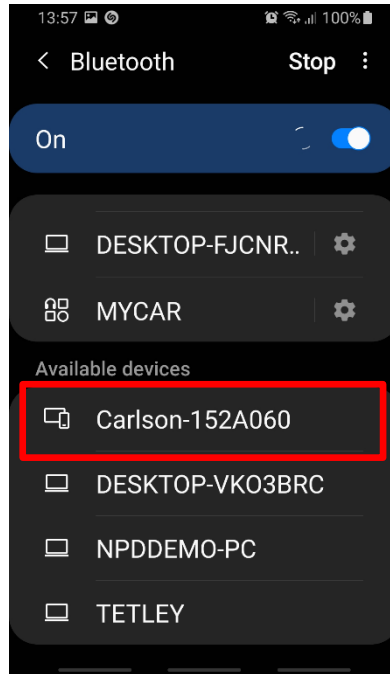 13:57 100%
Bluetooth Stop
On
DESKTOP-FJCNR..
MYCAR
Available devices
Carlson-152A060
DESKTOP-VKO3BRC
NPDDEMO-PC
TETLEY